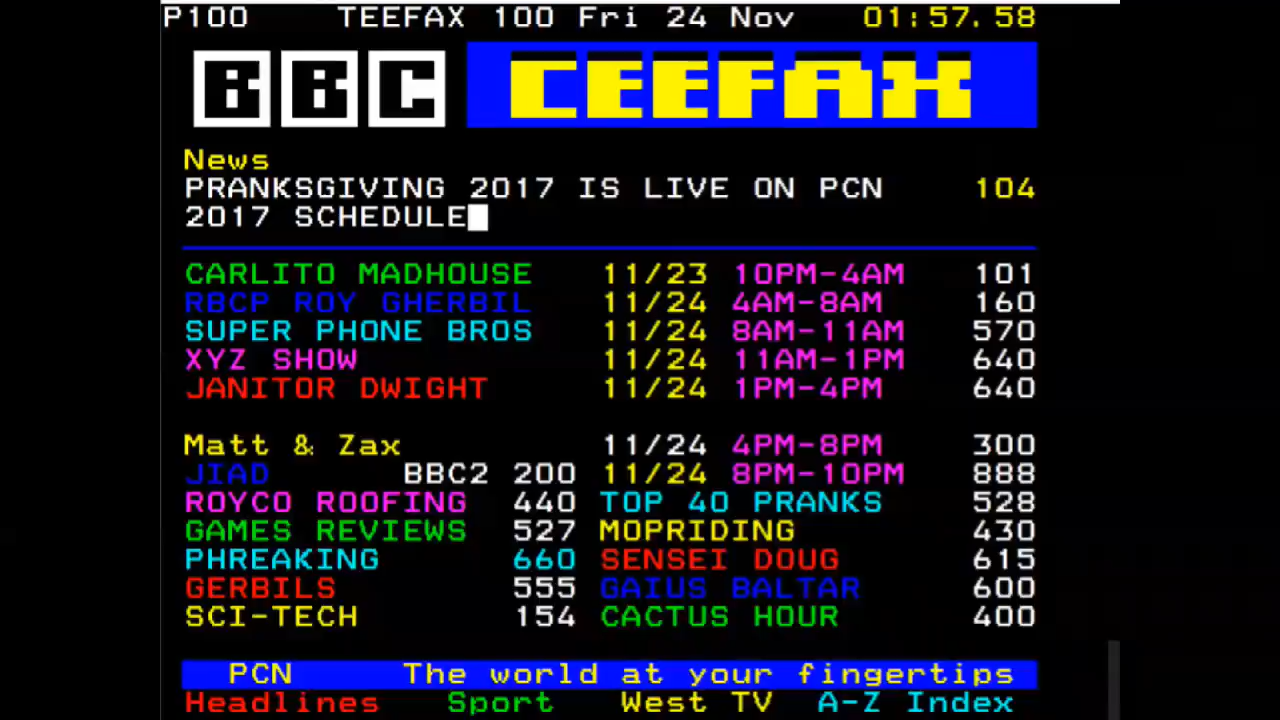 P100 TEEFAX 100 Fri 24 Nov 01:57.58
BBC CEEFAX
News
PRANKSGIVING 2017 IS LIVE ON PCN 104
2017 SCHEDULE
CARLITO MADHOUSE 11/23 10PM-4AM 101
RBCP ROY GHERBIL 11/24 4AM-8AM 160
SUPER PHONE BROS 11/24 8AM-11AM 570
XYZ SHOW 11/24 11AM-1PM 640
JANITOR DWIGHT 11/24 1PM-4PM 640
Matt & Zax 11/24 4PM-8PM 300
JIAD BBC2 200 11/24 8PM-10PM 888
ROYCO ROOFING 440 TOP 40 PRANKS 528
GAMES REVIEWS 527 MOPRIDING 430
PHREAKING 660 SENSEI DOUG 615
GERBILS 555 GAIUS BALTAR 600
SCI-TECH 154 CACTUS HOUR 400
PCN The world at your fingertips
Headlines Sport West TV A-Z Index